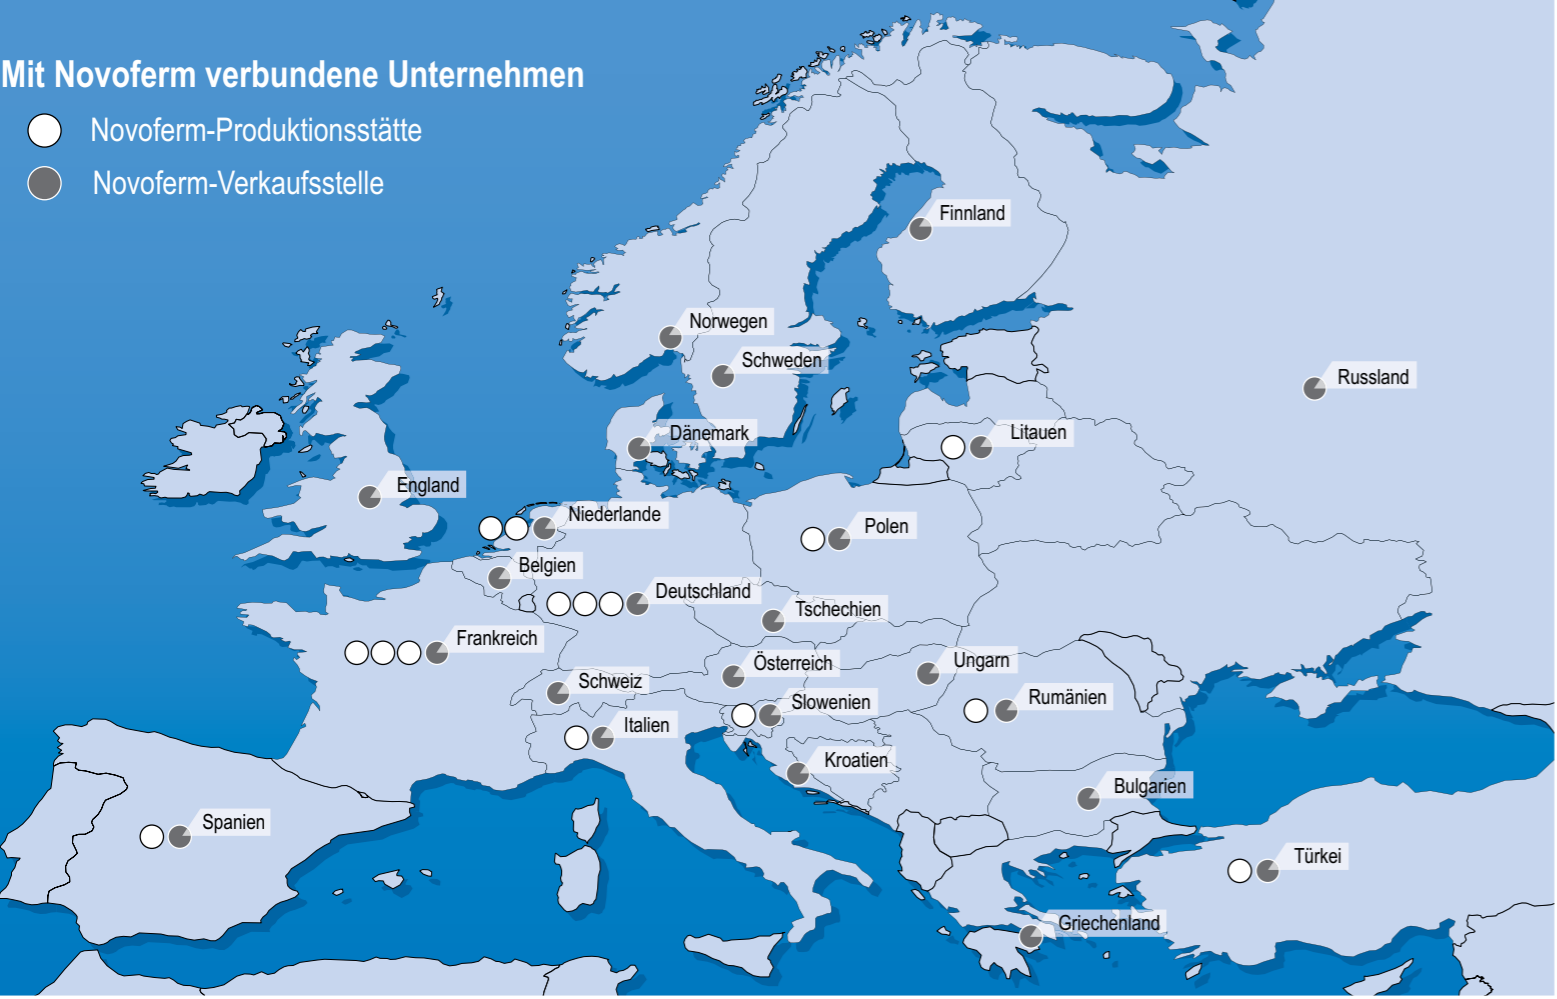 Mit Novoferm verbundene Unternehmen
Novoferm-Produktionsstätte
Novoferm-Verkaufsstelle
Finnland
Norwegen
Schweden
Russland
Dänemark
Litauen
England
Niederlande
Polen
Belgien
Deutschland
Tschechien
Frankreich
Österreich
Ungarn
Schweiz
Slowenien
Rumänien
Italien
Kroatien
Bulgarien
Spanien
Türkei
Griechenland